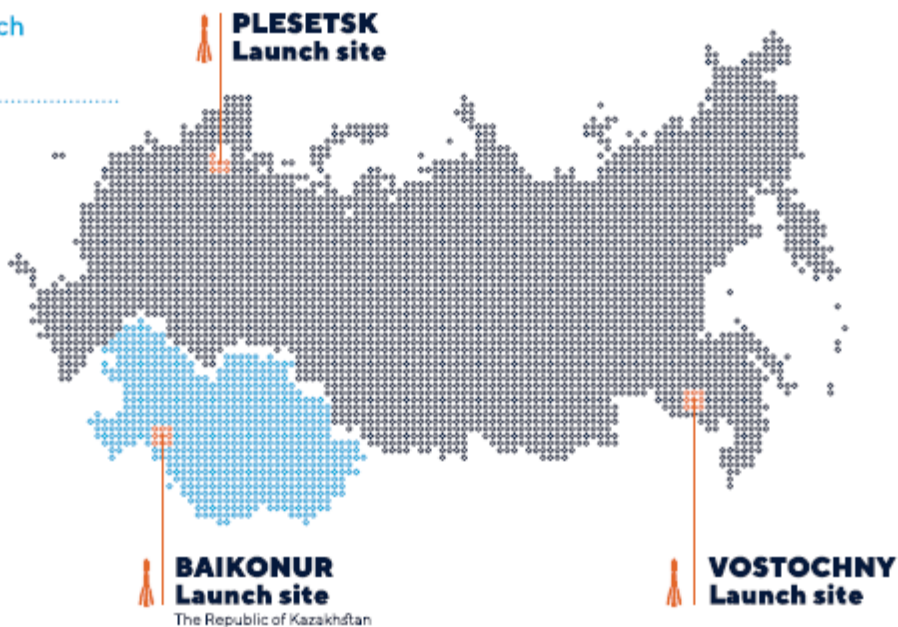 ch
PLESETSK
Launch site
BAIKONUR
Launch site
The Republic of Kazakhstan
VOSTOCHNY
Launch site